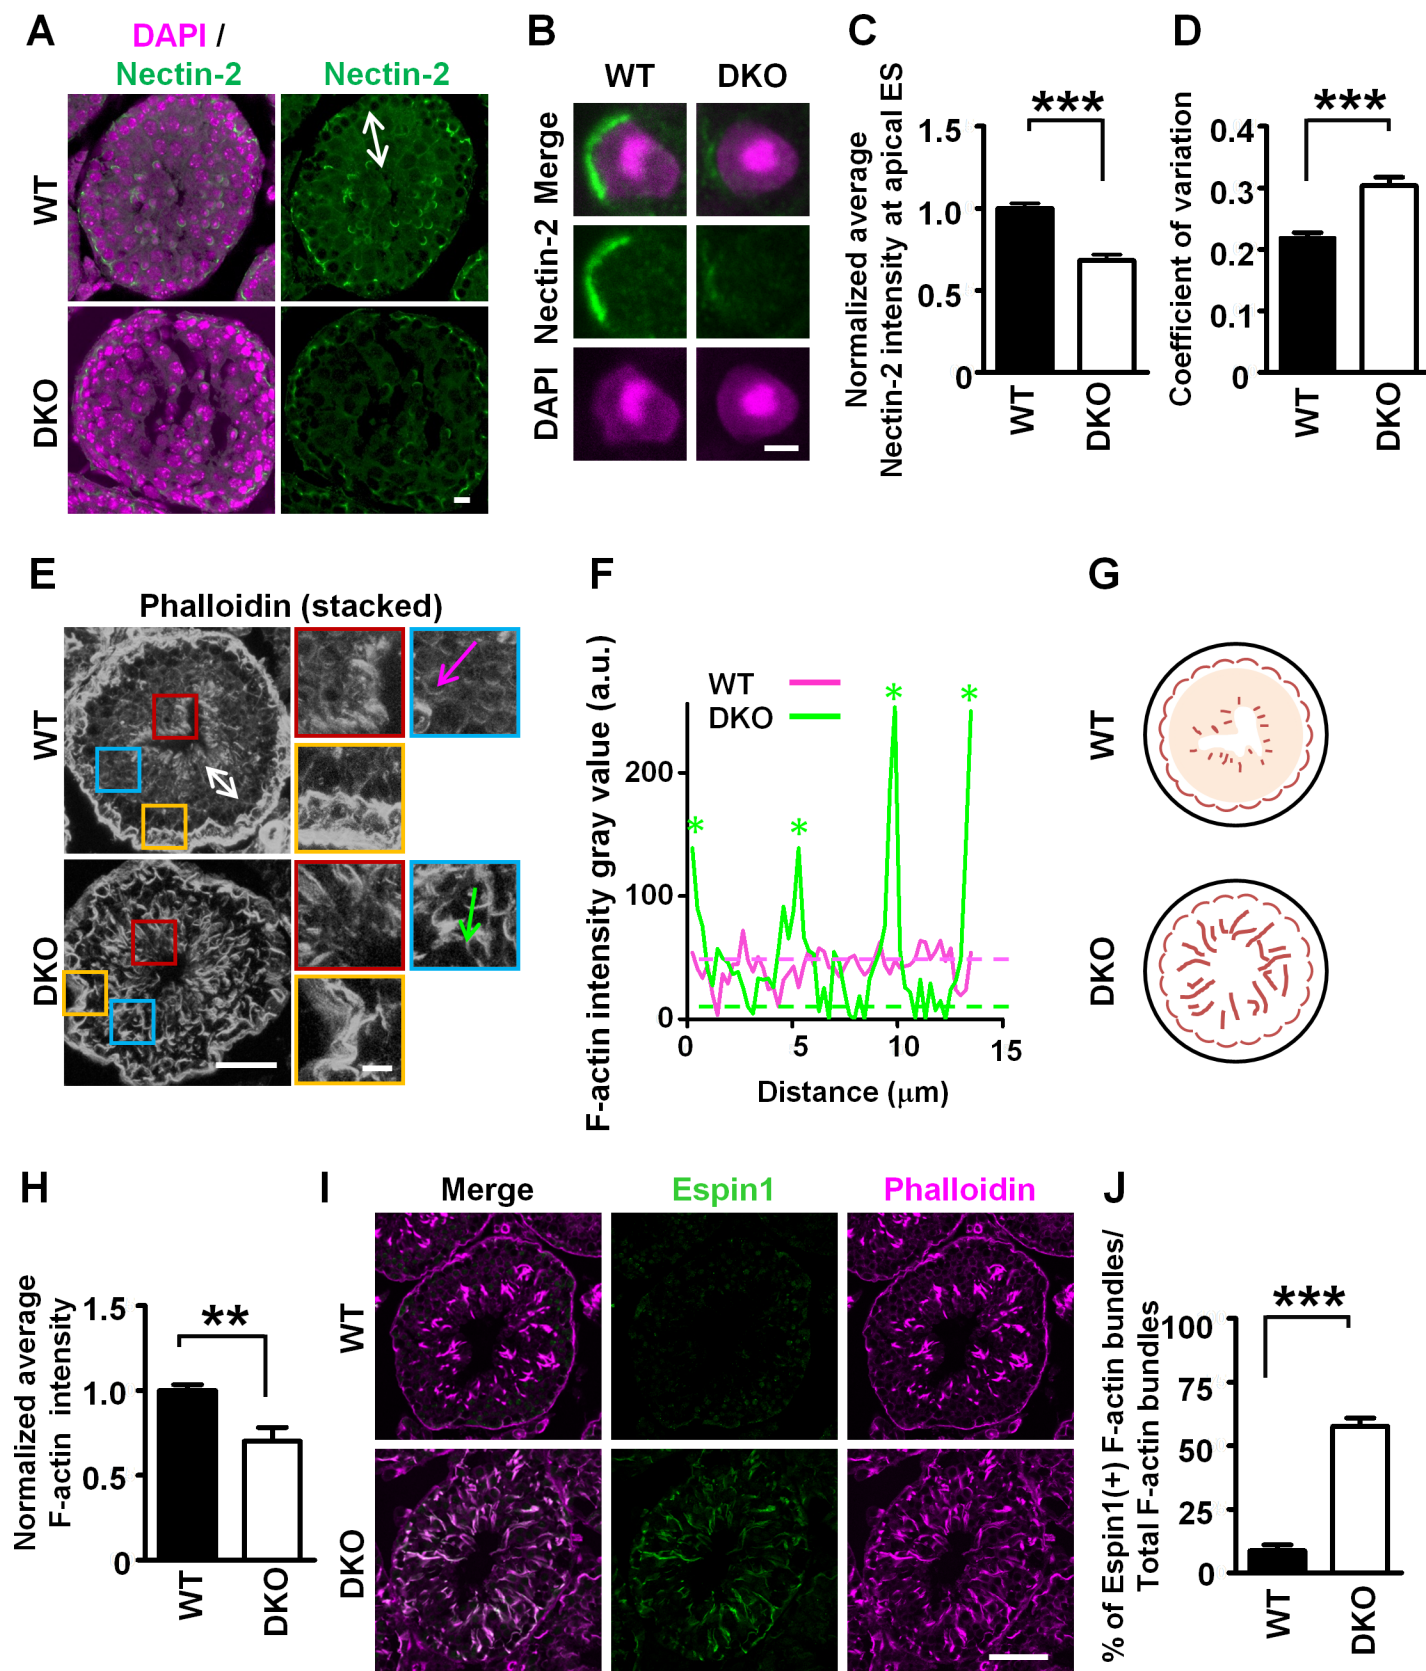 A
DAPI /
Nectin-2
Nectin-2
WT
DKO
B
WT
DKO
Merge
Nectin-2
DAPI
C
Normalized average
Nectin-2 intensity at apical ES
1.5
1.0
0.5
0
***
WT
DKO
D
Coefficient of variation
0.4
0.3
0.2
0.1
0
***
WT
DKO
E
Phalloidin (stacked)
WT
DKO
F
F-actin intensity gray value (a.u.)
WT
DKO
200
100
0
* * * *
0 5 10 15
Distance (μm)
G
WT
DKO
H
Normalized average
F-actin intensity
1.5
1.0
0.5
0
**
WT
DKO
I
Merge
Espin1
Phalloidin
WT
DKO
J
% of Espin1(+) F-actin bundles/
Total F-actin bundles
100
75
50
25
0
***
WT
DKO